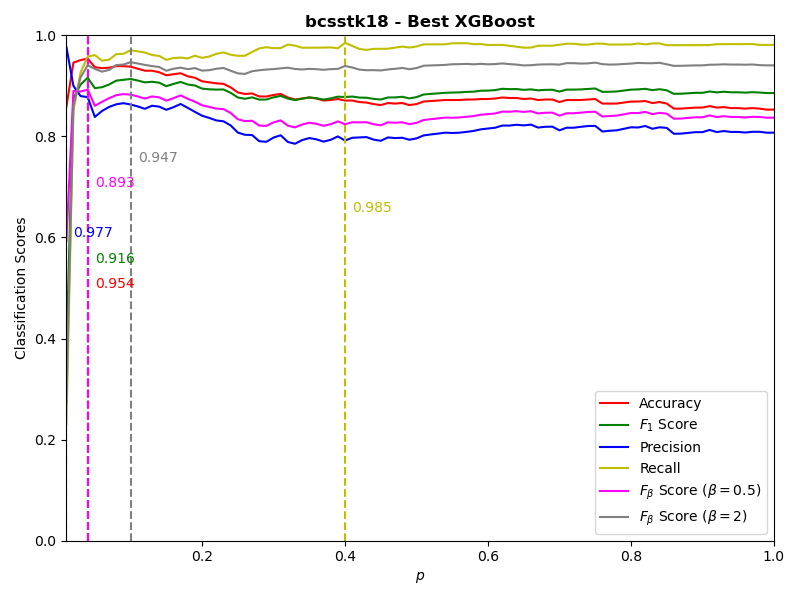 bcsstk18 - Best XGBoost
Classification Scores
1.0
0.8
0.6
0.4
0.2
0.0
0.947
0.893
0.985
0.977
0.916
0.954
Accuracy
F₁ Score
Precision
Recall
Fᵦ Score (β = 0.5)
Fᵦ Score (β = 2)
0.2 0.4 0.6 0.8 1.0
p